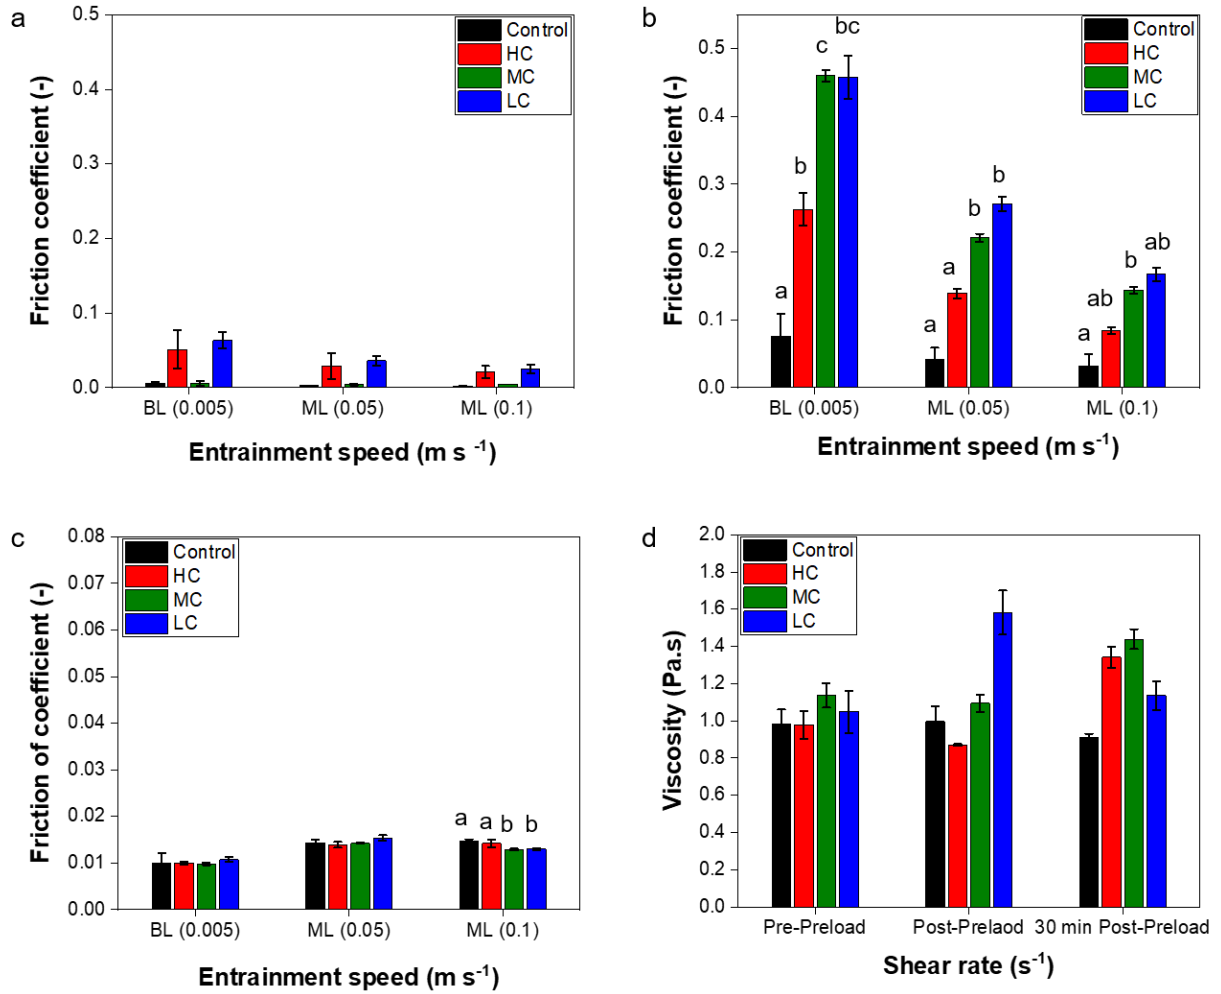 a
0.5
0.4
0.3
0.2
0.1
0.0
Friction coefficient (-)
Control
HC
MC
LC
BL (0.005) ML (0.05) ML (0.1)
Entrainment speed (m s -1)
b
0.5
0.4
0.3
0.2
0.1
0.0
Friction coefficient (-)
Control
HC
MC
LC
a b c bc
a a b b
a ab b ab
BL (0.005) ML (0.05) ML (0.1)
Entrainment speed (m s -1)
c
0.08
0.07
0.06
0.05
0.04
0.03
0.02
0.01
0.00
Friction of coefficient (-)
Control
HC
MC
LC
a a b b
BL (0.005) ML (0.05) ML (0.1)
Entrainment speed (m s-1)
d
2.0
1.8
1.6
1.4
1.2
1.0
0.8
0.6
0.4
0.2
0.0
Viscosity (Pa.s)
Control
HC
MC
LC
Pre-Preload Post-Prelaod 30 min Post-Preload
Shear rate (s-1)